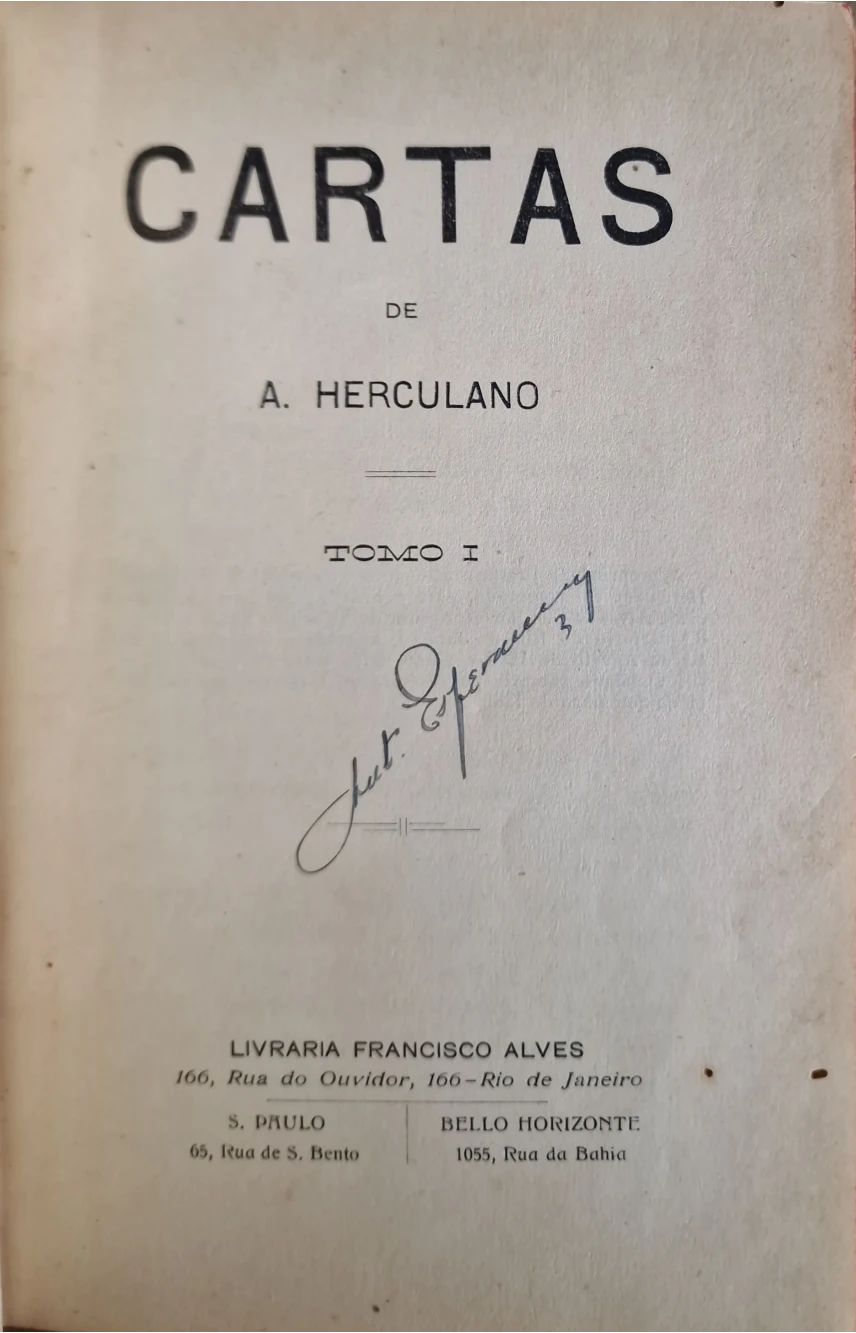 CARTAS
DE
A. HERCULANO
TOMO I
3
LIVRARIA FRANCISCO ALVES
166, Rua do Ouvidor, 166-Rio de Janeiro
S. PAULO
65, Rua de S. Bento
BELLO HORIZONTE
1055, Rua da Bahia